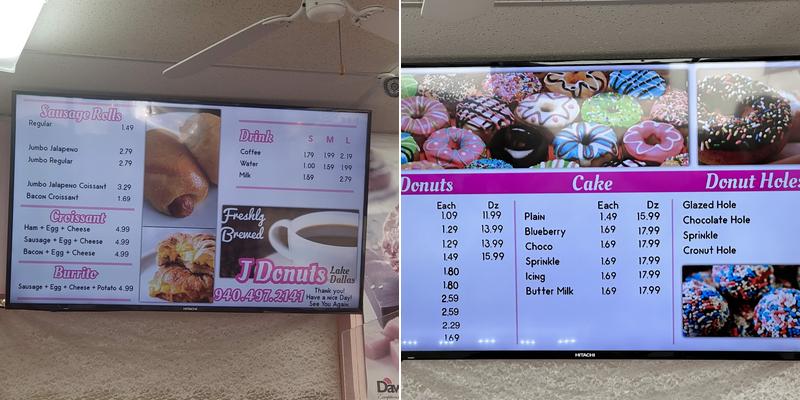 Sausage Rolls
Regular 1.49
Jumbo Jalapeno 2.79
Jumbo Regular 2.79
Jumbo Jalapeno Coissant 3.29
Bacon Croissant 1.69
Croissant
Ham + Egg + Cheese 4.99
Sausage + Egg + Cheese 4.99
Bacon + Egg + Cheese 4.99
Burrito
Sausage + Egg + Cheese + Potato 4.99
Drink S M L
Coffee 1.79 1.99 2.19
Water 1.00 1.59 1.99
Milk 1.59 2.79
Freshly
Brewed
J Donuts Lake
Dallas
940.497.2141
Thank you!
Have a nice Day!
See You Again
HITACHI
Dav
Donuts
Each Dz
1.09 11.99
1.29 13.99
1.29 13.99
1.49 15.99
1.80
1.80
2.59
2.59
2.29
1.69
Cake
Each Dz
Plain 1.49 15.99
Blueberry 1.69 17.99
Choco 1.69 17.99
Sprinkle 1.69 17.99
Icing 1.69 17.99
Butter Milk 1.69 17.99
Donut Holes
Glazed Hole
Chocolate Hole
Sprinkle
Cronut Hole
HITACHI